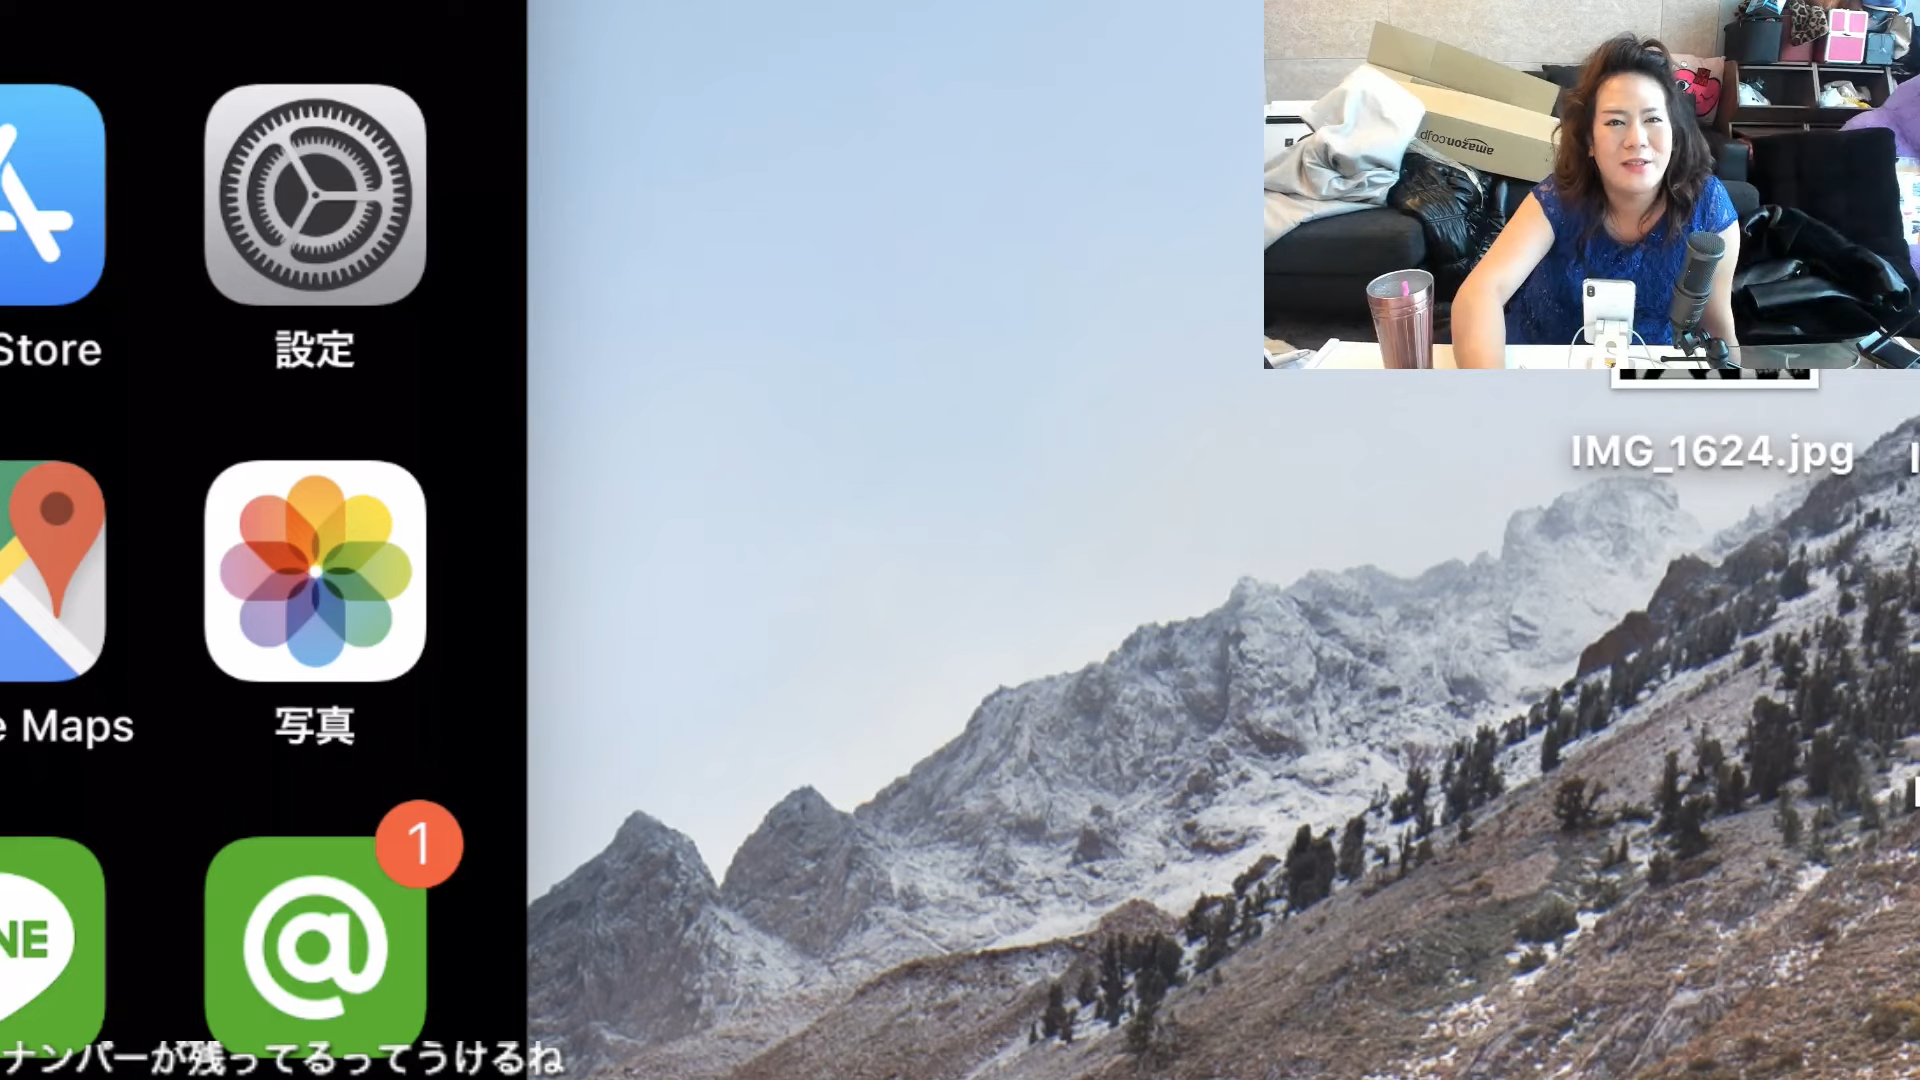 amazon.co.jp
Store
設定
IMG_1624.jpg
Maps
写真
1
NE
@
ナンバーが残ってるってうけるね